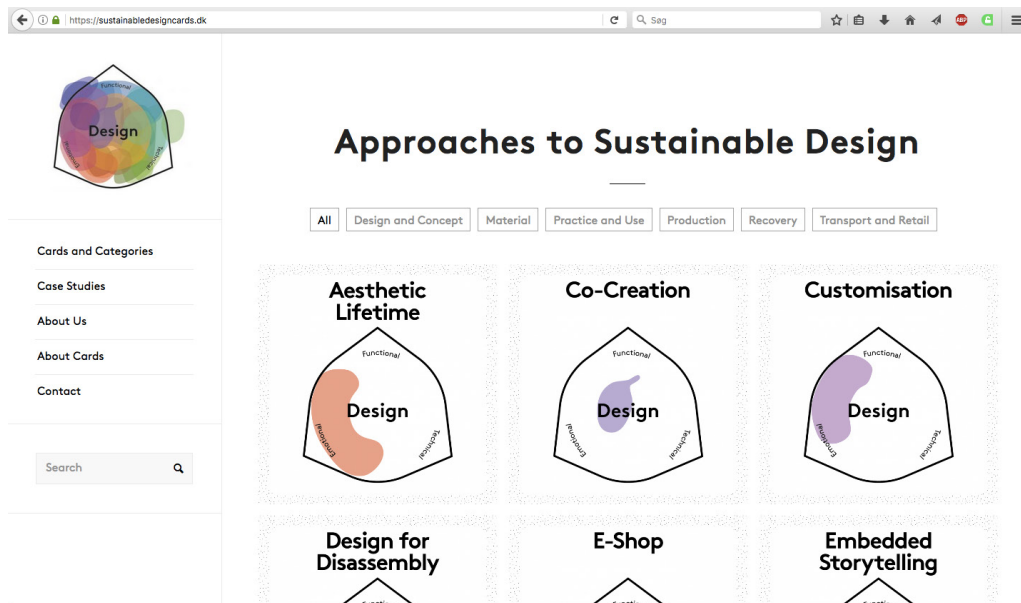 https://sustainabledesigncards.dk
Søg
ABP
Functional
Design
Emotional
Technical
Cards and Categories
Case Studies
About Us
About Cards
Contact
Search
Approaches to Sustainable Design
All Design and Concept Material Practice and Use Production Recovery Transport and Retail
Aesthetic
Lifetime
Functional
Design
Emotional
Technical
Co-Creation
Functional
Design
Emotional
Technical
Customisation
Functional
Design
Emotional
Technical
Design for
Disassembly
E-Shop
Embedded
Storytelling